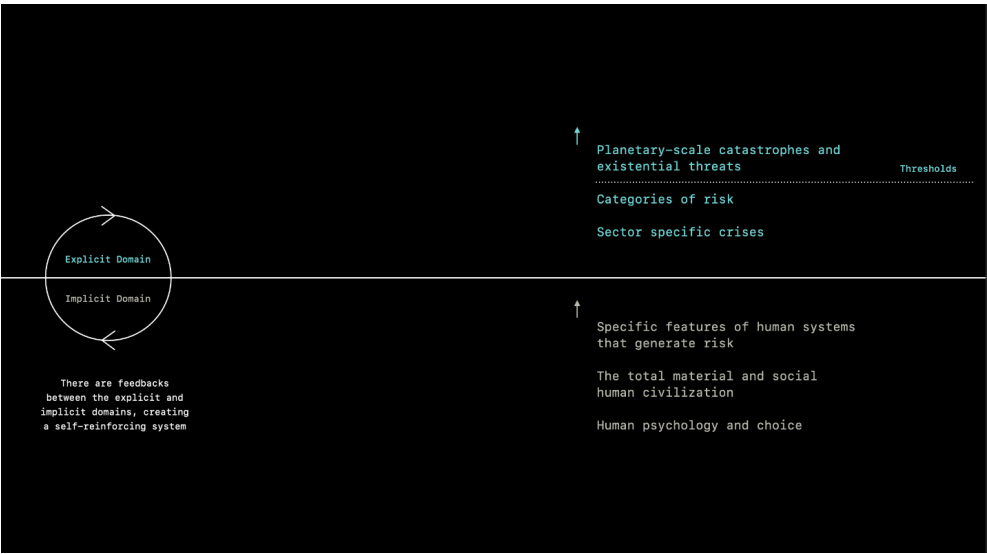 Planetary-scale catastrophes and
existential threats
Thresholds
Categories of risk
Sector specific crises
Explicit Domain
Implicit Domain
Specific features of human systems
that generate risk
The total material and social
human civilization
Human psychology and choice
There are feedbacks
between the explicit and
implicit domains, creating
a self-reinforcing system